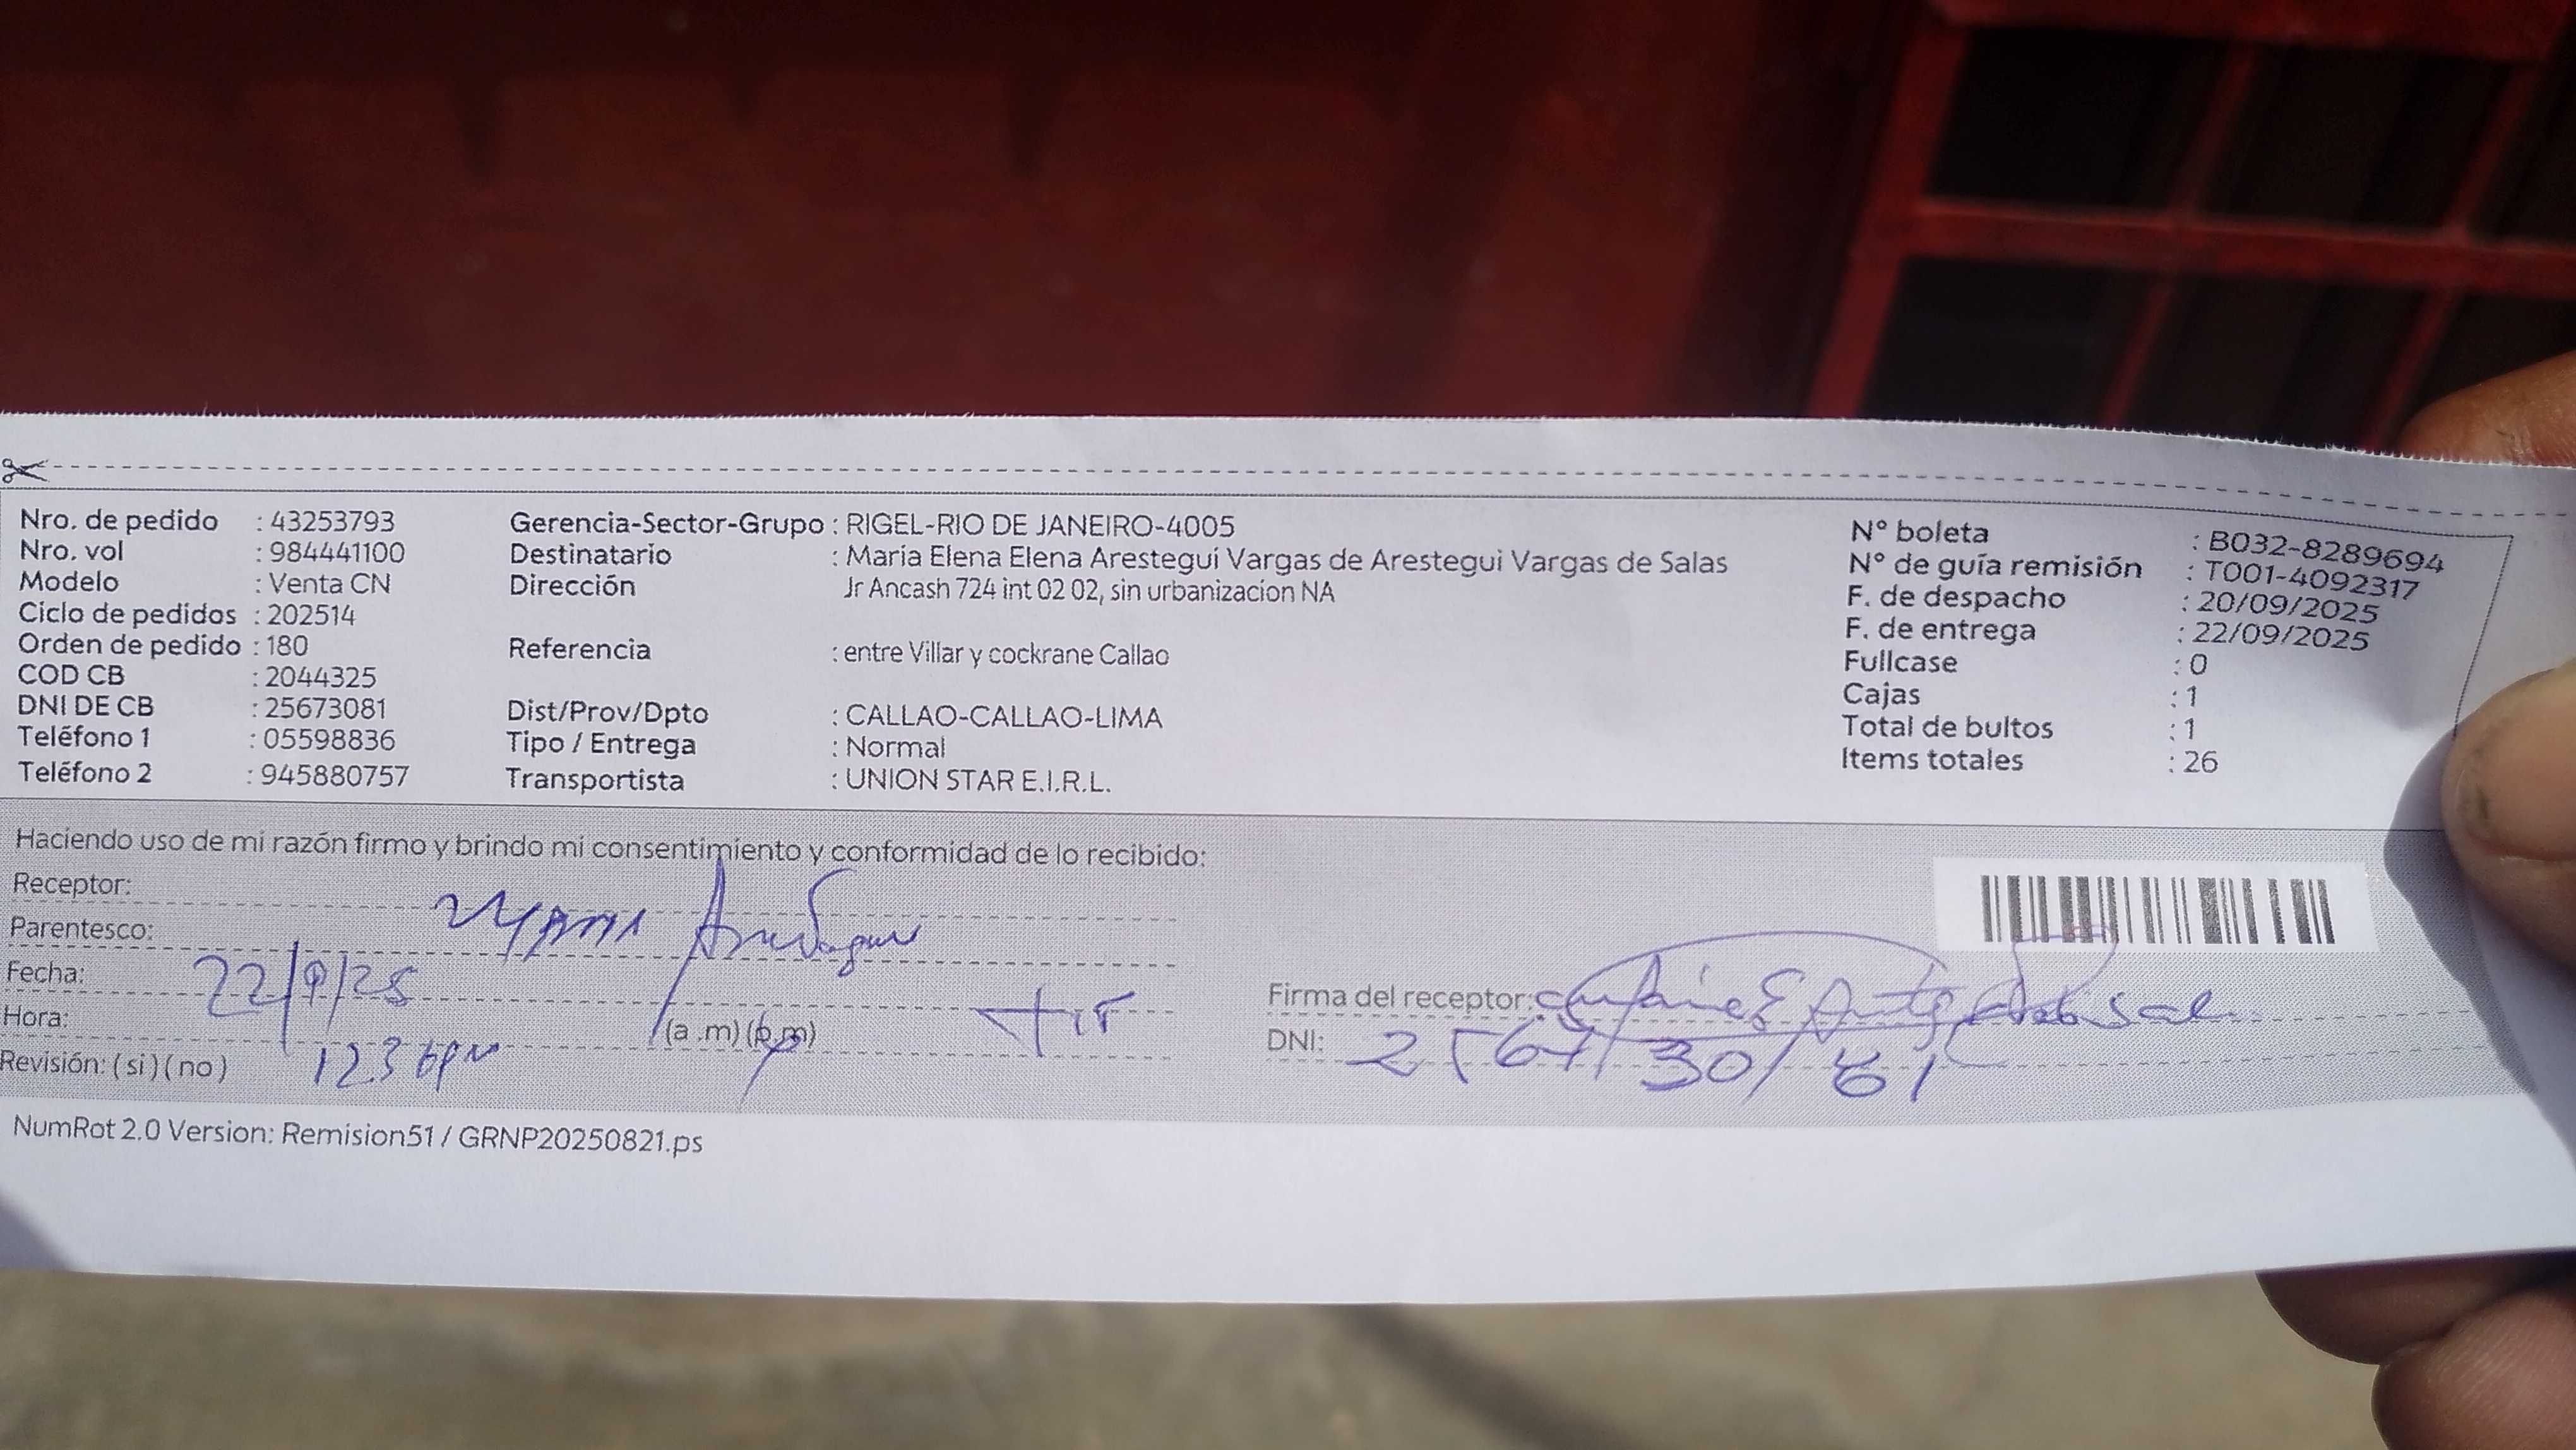 Nro. de pedido : 43253793
Nro. vol : 984441100
Modelo : Venta CN
Ciclo de pedidos : 202514
Orden de pedido : 180
COD CB : 2044325
DNI DE CB : 25673081
Teléfono 1 : 05598836
Teléfono 2 : 945880757
Gerencia-Sector-Grupo : RIGEL-RIO DE JANEIRO-4005
Destinatario : Maria Elena Elena Arestegui Vargas de Arestegui Vargas de Salas
Dirección Jr Ancash 724 int 02 02, sin urbanizacion NA
Referencia : entre Villar y cockrane Callao
Dist/Prov/Dpto : CALLAO-CALLAO-LIMA
Tipo / Entrega : Normal
Transportista : UNION STAR E.I.R.L.
N° boleta : B032-8289694
N° de guía remisión : T001-4092317
F. de despacho : 20/09/2025
F. de entrega : 22/09/2025
Fullcase : 0
Cajas : 1
Total de bultos : 1
Items totales : 26
Haciendo uso de mi razón firmo y brindo mi consentimiento y conformidad de lo recibido:
Receptor:
Parentesco:
Fecha: 22/9/25
Hora: (a.m) (p.m)
Revisión: (si) (no) 1236pm
Firma del receptor:
DNI: 2567/30/81
NumRot 2.0 Version: Remision51 / GRNP20250821.ps